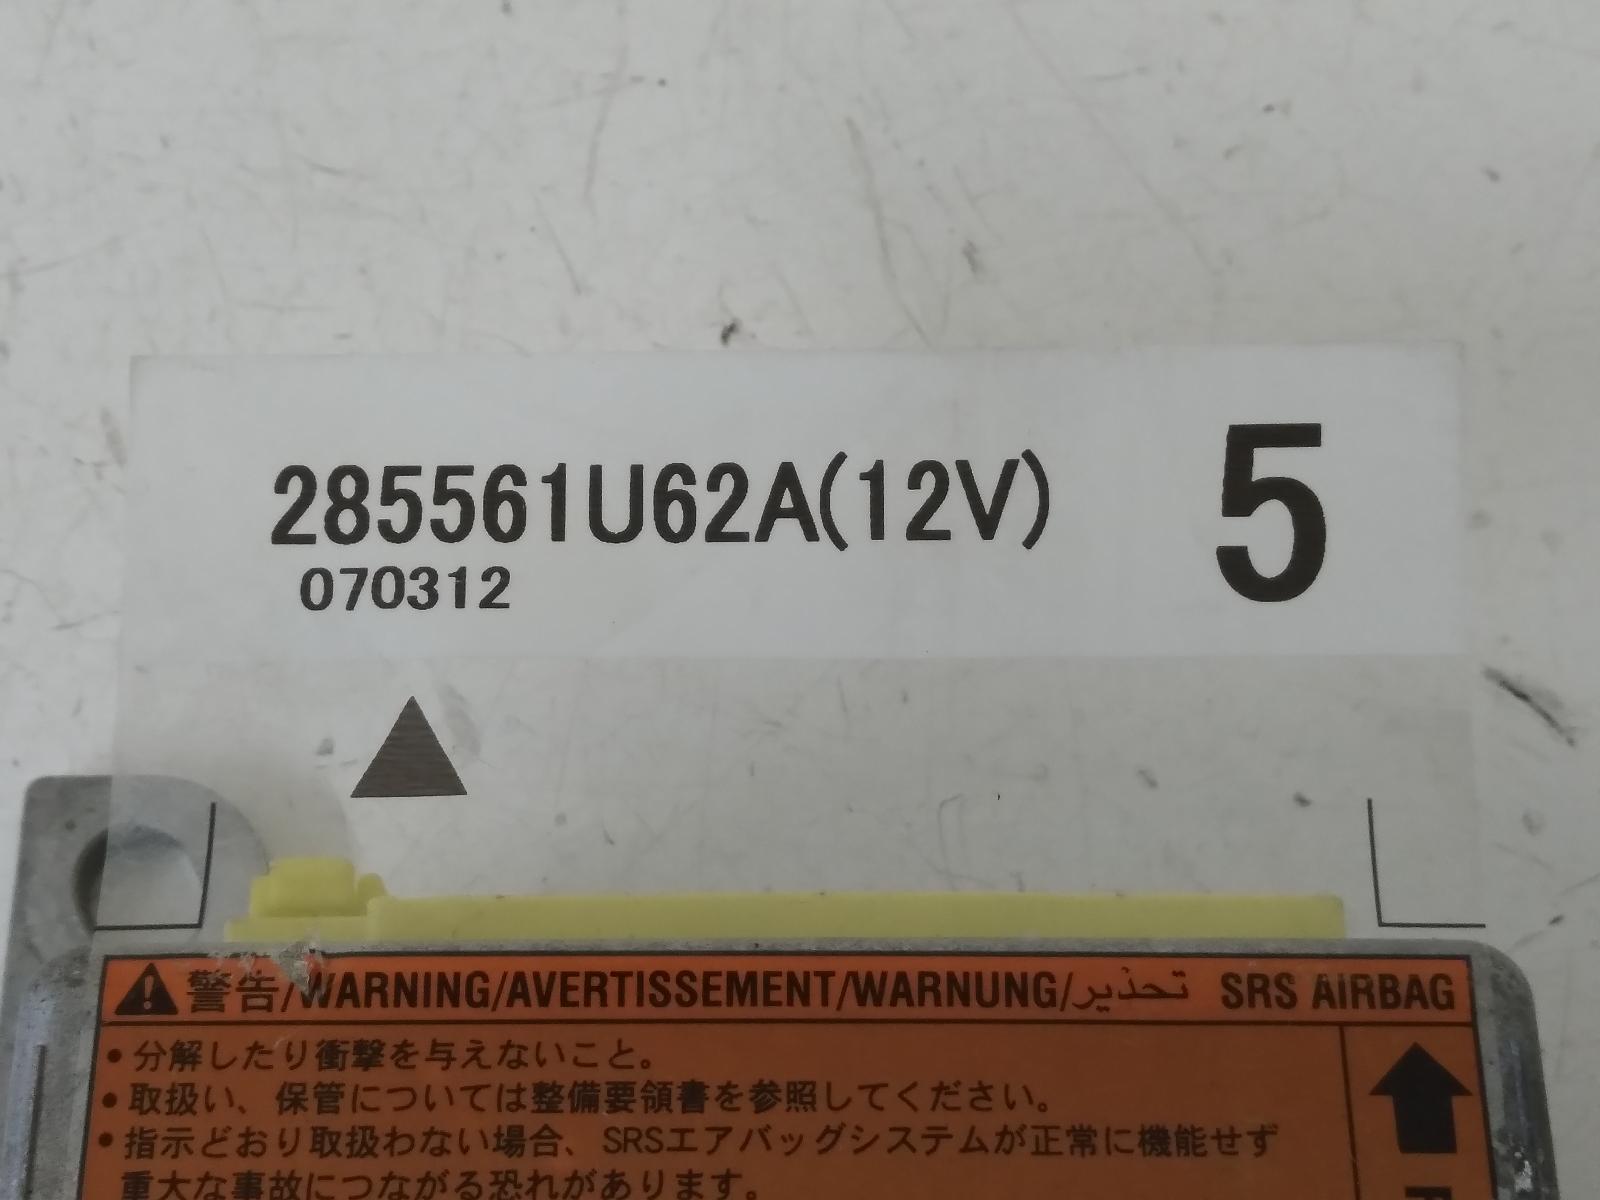 285561U62A(12V) 5
070312
警告/WARNING/AVERTISSEMENT/WARNUNG/تحذير SRS AIRBAG
•分解したり衝撃を与えないこと。
•取扱い、保管については整備要領書を参照してください。
•指示どおり取扱わない場合、SRSエアバッグシステムが正常に機能せず
重大な事故につながる恐れがあります。